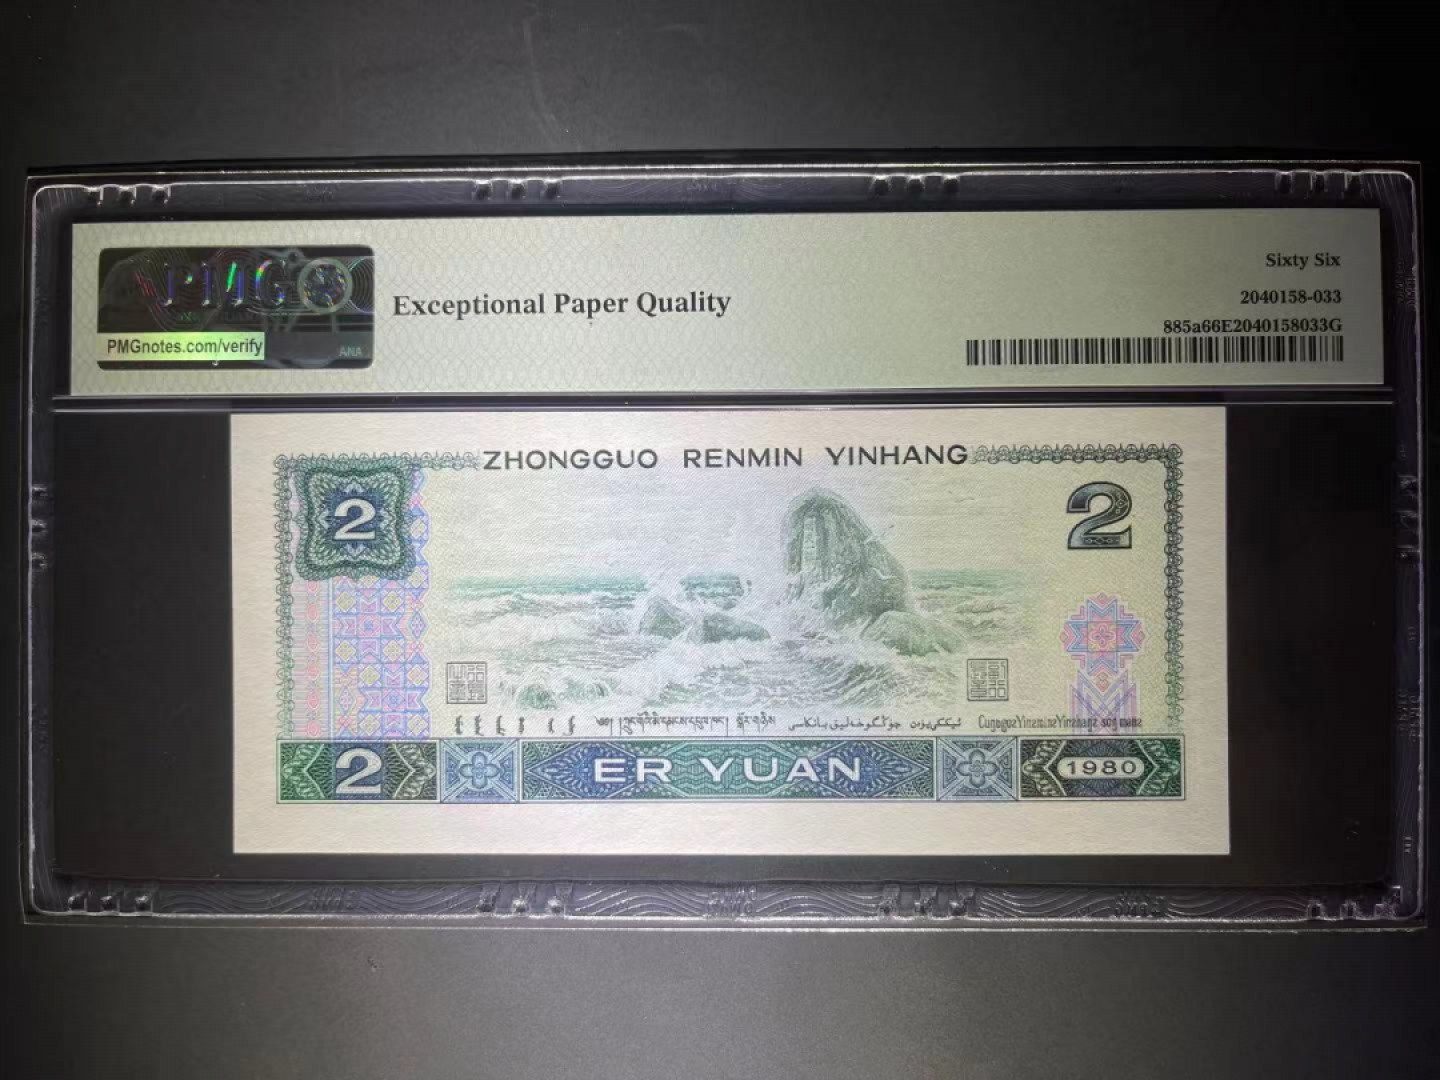 PMG
PMGnotes.com/verify
ANA
Exceptional Paper Quality
Sixty Six
2040158-033
885a66E2040158033G
ZHONGGUO RENMIN YINHANG
2
2
2
ER YUAN
1980